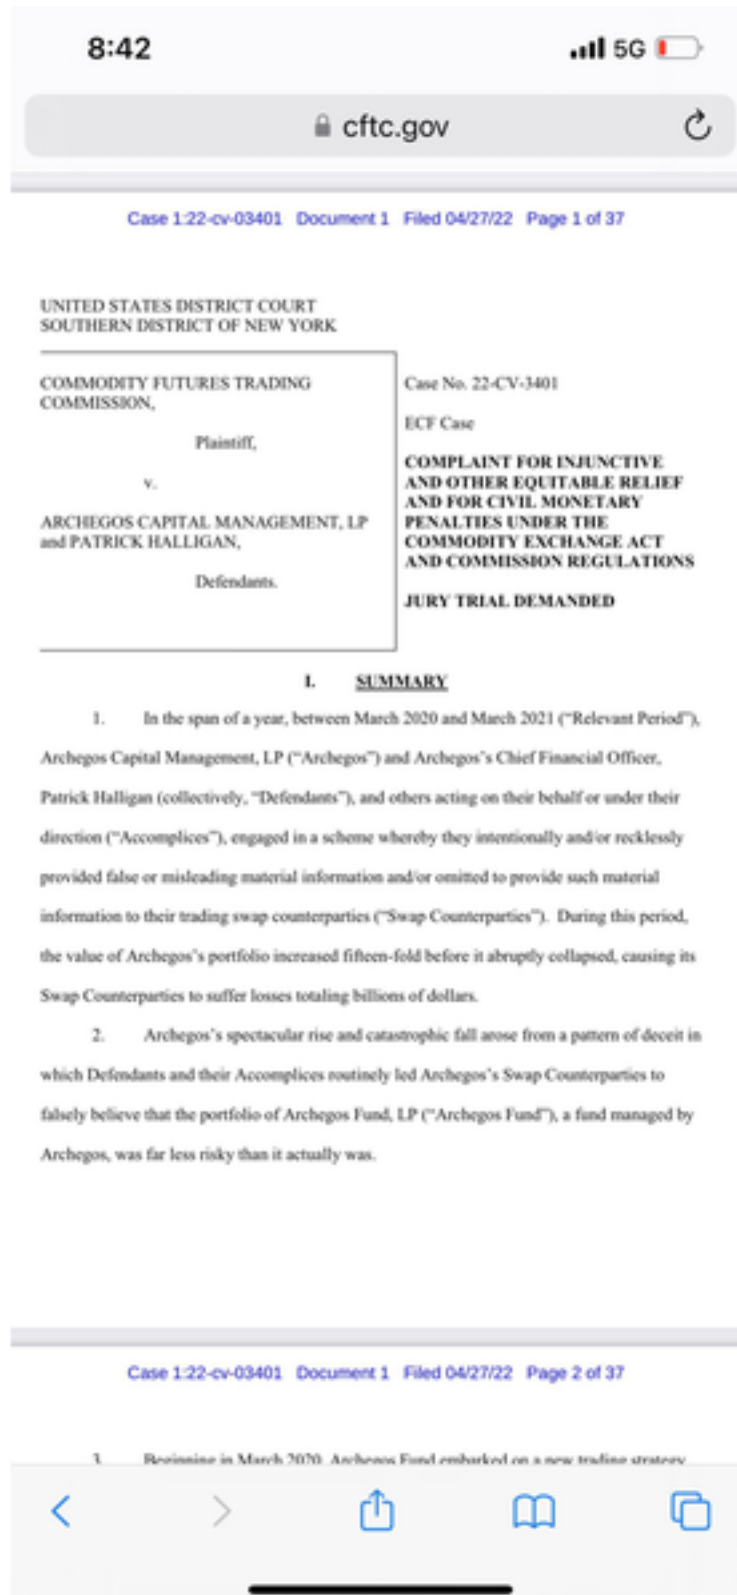 8:42 5G
cftc.gov
Case 1:22-cv-03401 Document 1 Filed 04/27/22 Page 1 of 37
UNITED STATES DISTRICT COURT
SOUTHERN DISTRICT OF NEW YORK
COMMODITY FUTURES TRADING
COMMISSION,
Plaintiff,
v.
ARCHEGOS CAPITAL MANAGEMENT, LP
and PATRICK HALLIGAN,
Defendants.
Case No. 22-CV-3401
ECF Case
COMPLAINT FOR INJUNCTIVE
AND OTHER EQUITABLE RELIEF
AND FOR CIVIL MONETARY
PENALTIES UNDER THE
COMMODITY EXCHANGE ACT
AND COMMISSION REGULATIONS
JURY TRIAL DEMANDED
I. SUMMARY
1. In the span of a year, between March 2020 and March 2021 (“Relevant Period”),
Archegos Capital Management, LP (“Archegos”) and Archegos’s Chief Financial Officer,
Patrick Halligan (collectively, “Defendants”), and others acting on their behalf or under their
direction (“Accomplices”), engaged in a scheme whereby they intentionally and/or recklessly
provided false or misleading material information and/or omitted to provide such material
information to their trading swap counterparties (“Swap Counterparties”). During this period,
the value of Archegos’s portfolio increased fifteen-fold before it abruptly collapsed, causing its
Swap Counterparties to suffer losses totaling billions of dollars.
2. Archegos’s spectacular rise and catastrophic fall arose from a pattern of deceit in
which Defendants and their Accomplices routinely led Archegos’s Swap Counterparties to
falsely believe that the portfolio of Archegos Fund, LP (“Archegos Fund”), a fund managed by
Archegos, was far less risky than it actually was.
Case 1:22-cv-03401 Document 1 Filed 04/27/22 Page 2 of 37
3. Beginning in March 2020, Archegos Fund embarked on a new trading strategy